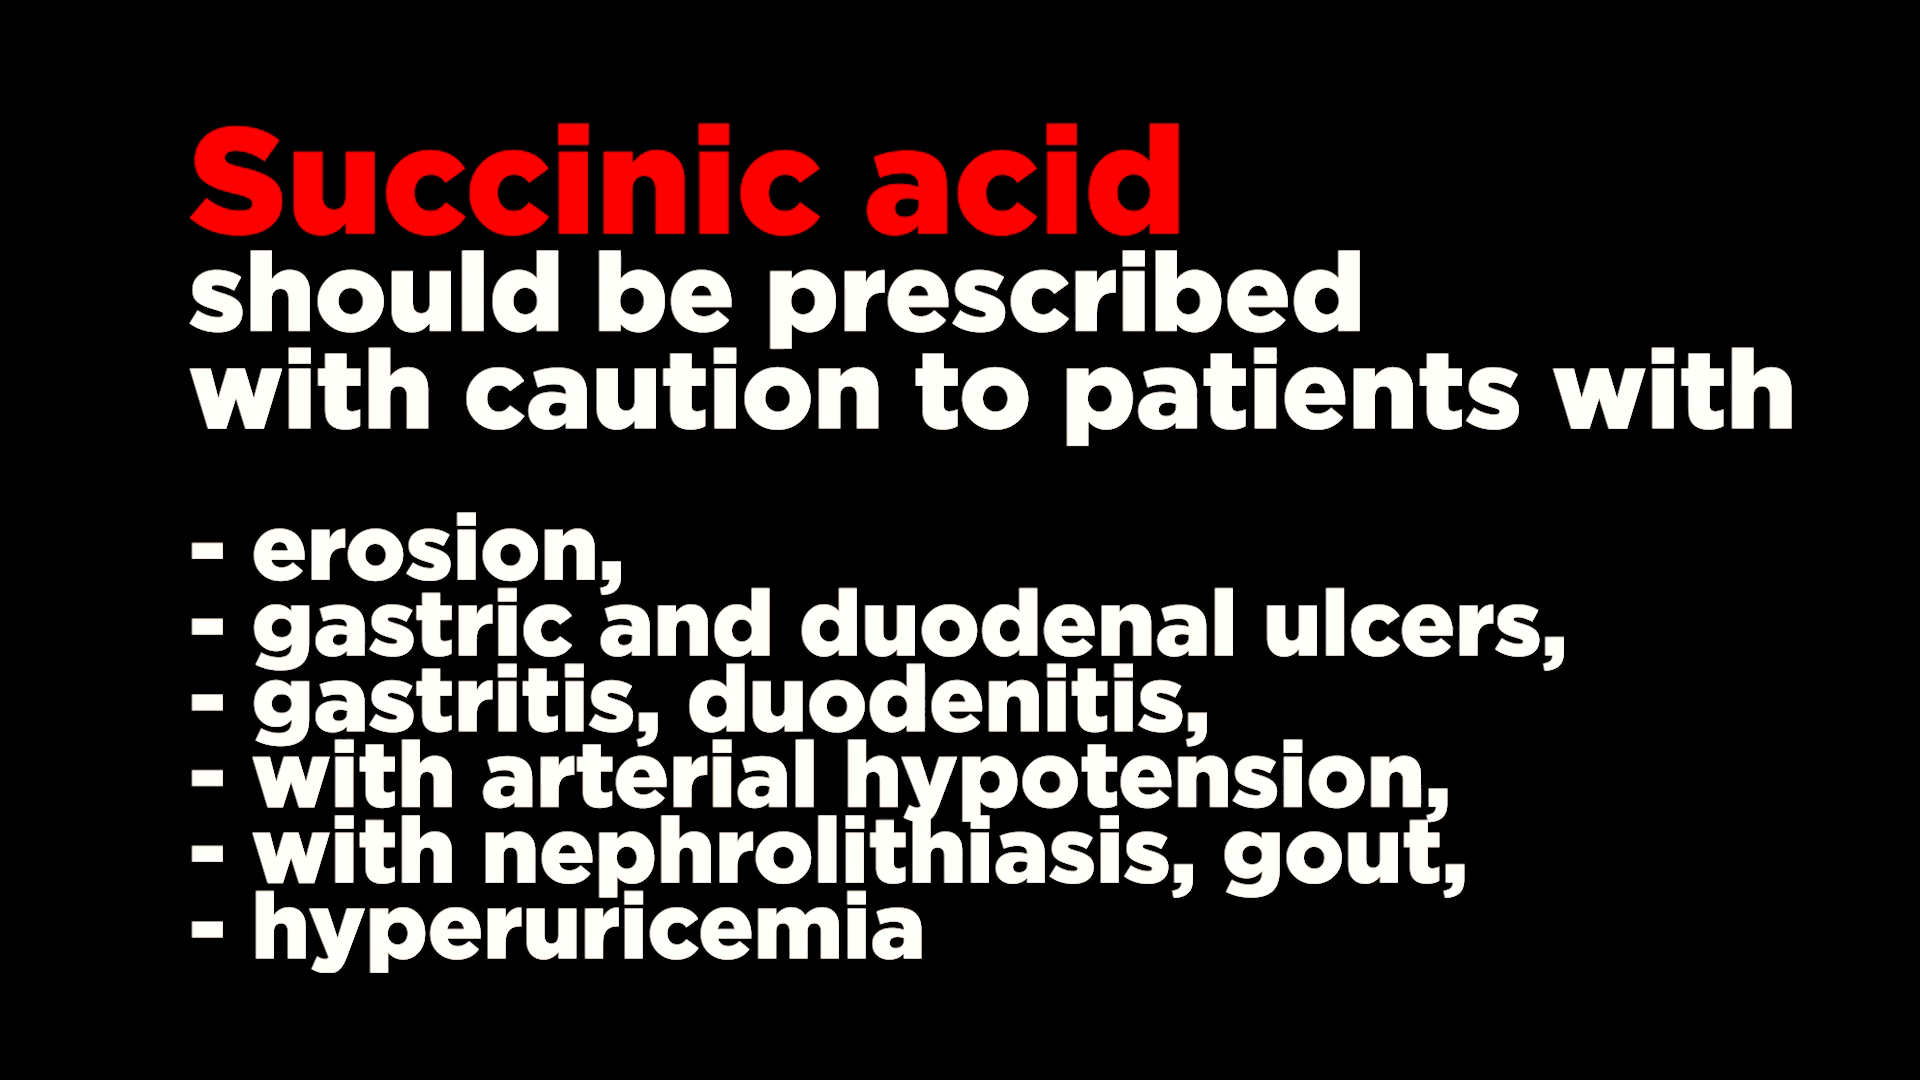 Succinic acid
should be prescribed
with caution to patients with
- erosion,
- gastric and duodenal ulcers,
- gastritis, duodenitis,
- with arterial hypotension,
- with nephrolithiasis, gout,
- hyperuricemia